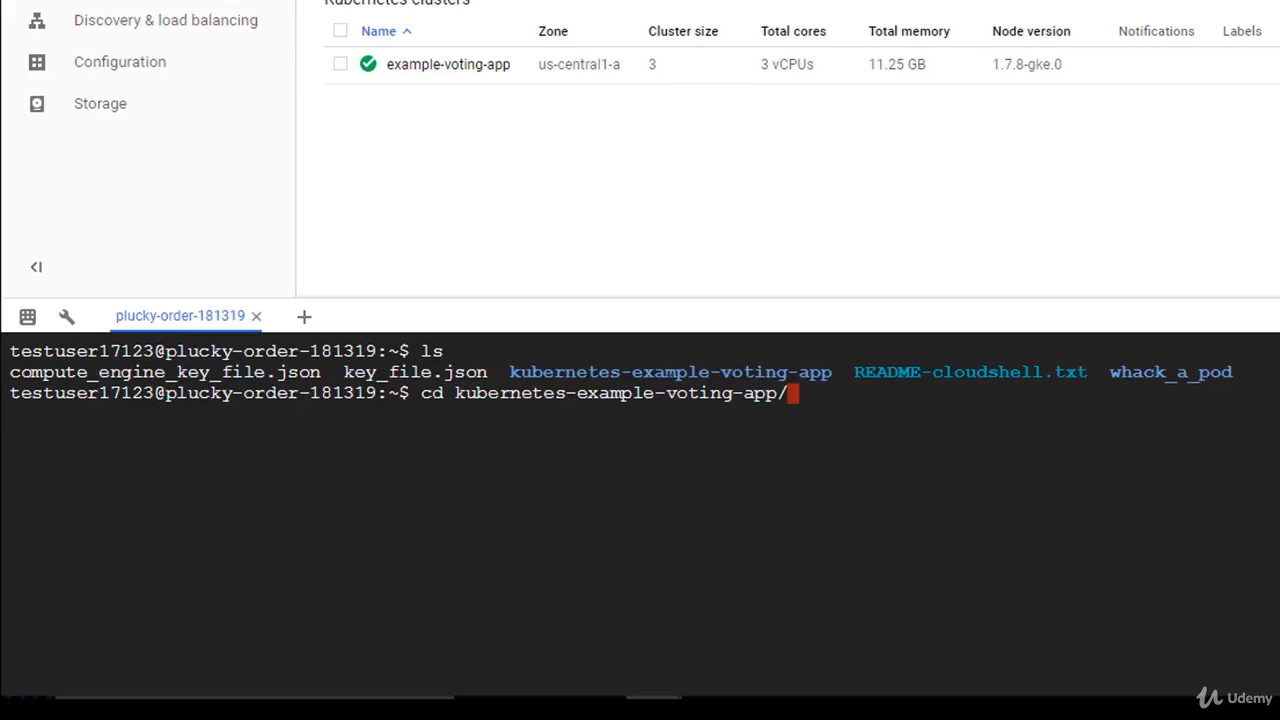 Kubernetes clusters
Discovery & load balancing
Name Zone Cluster size Total cores Total memory Node version Notifications Labels
Configuration
example-voting-app us-central1-a 3 3 vCPUs 11.25 GB 1.7.8-gke.0
Storage
plucky-order-181319
testuser17123@plucky-order-181319:~$ ls
compute_engine_key_file.json key_file.json kubernetes-example-voting-app README-cloudshell.txt whack_a_pod
testuser17123@plucky-order-181319:~$ cd kubernetes-example-voting-app/
Udemy